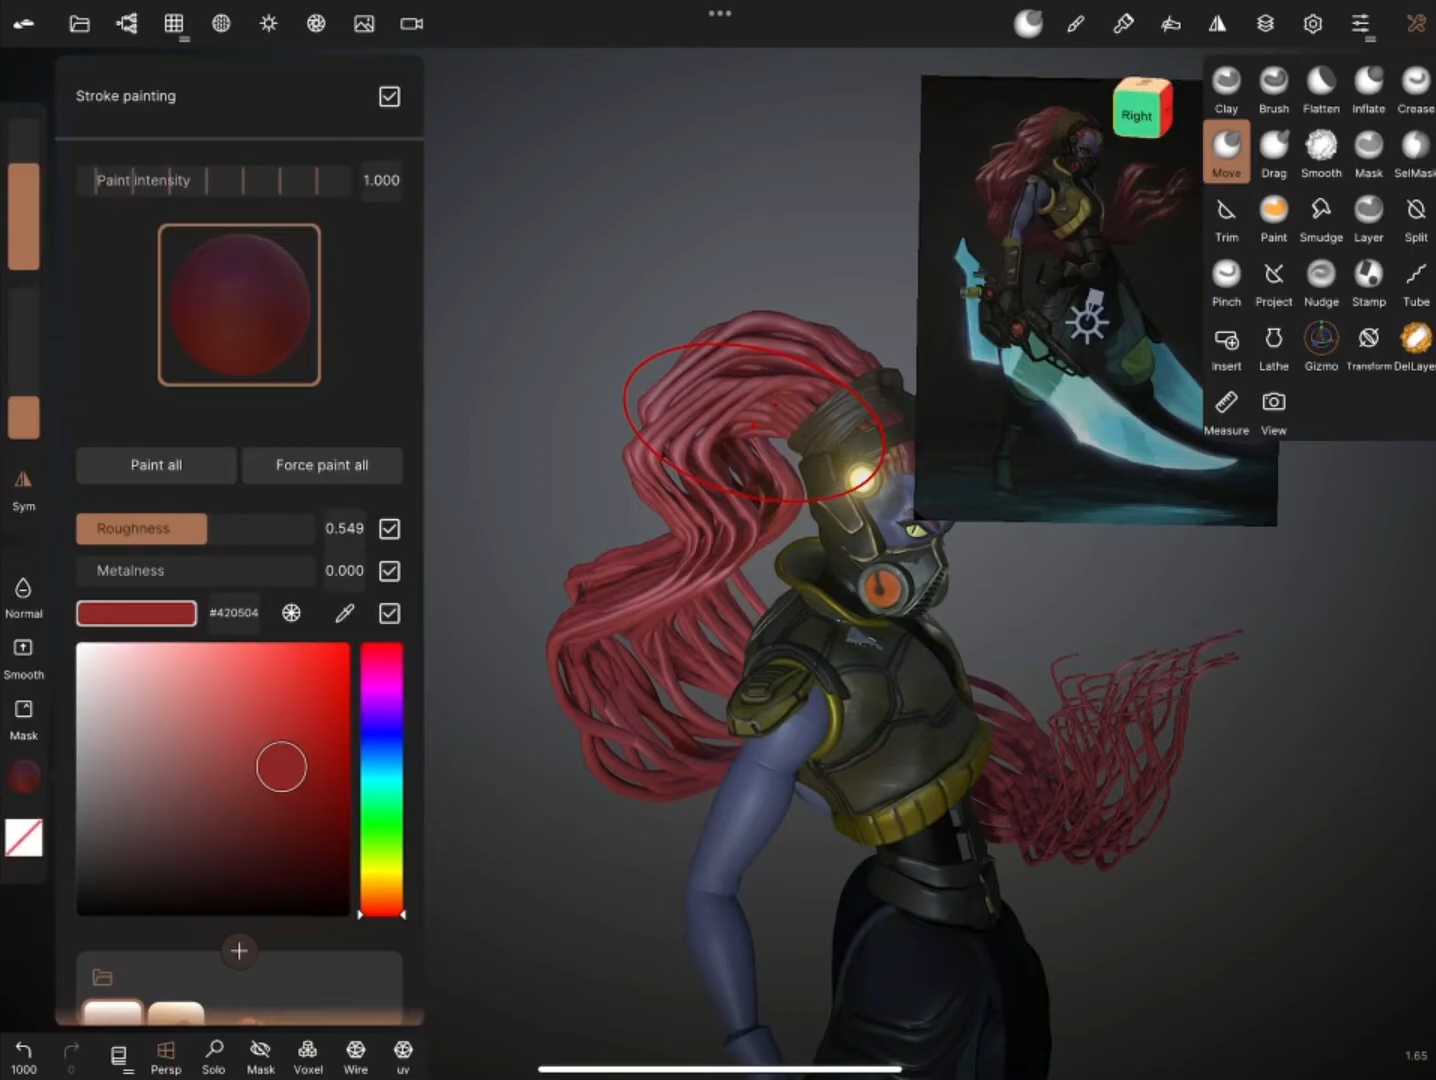 Stroke painting
Paint intensity 1.000
Paint all Force paint all
Roughness 0.549
Metalness 0.000
#420504
Sym
Normal
Smooth
Mask
Right
Clay Brush Flatten Inflate Crease
Move Drag Smooth Mask SelMask
Trim Paint Smudge Layer Split
Pinch Project Nudge Stamp Tube
Insert Lathe Gizmo Transform DelLayer
Measure View
1000 0 Persp Solo Mask Voxel Wire uv
1.65